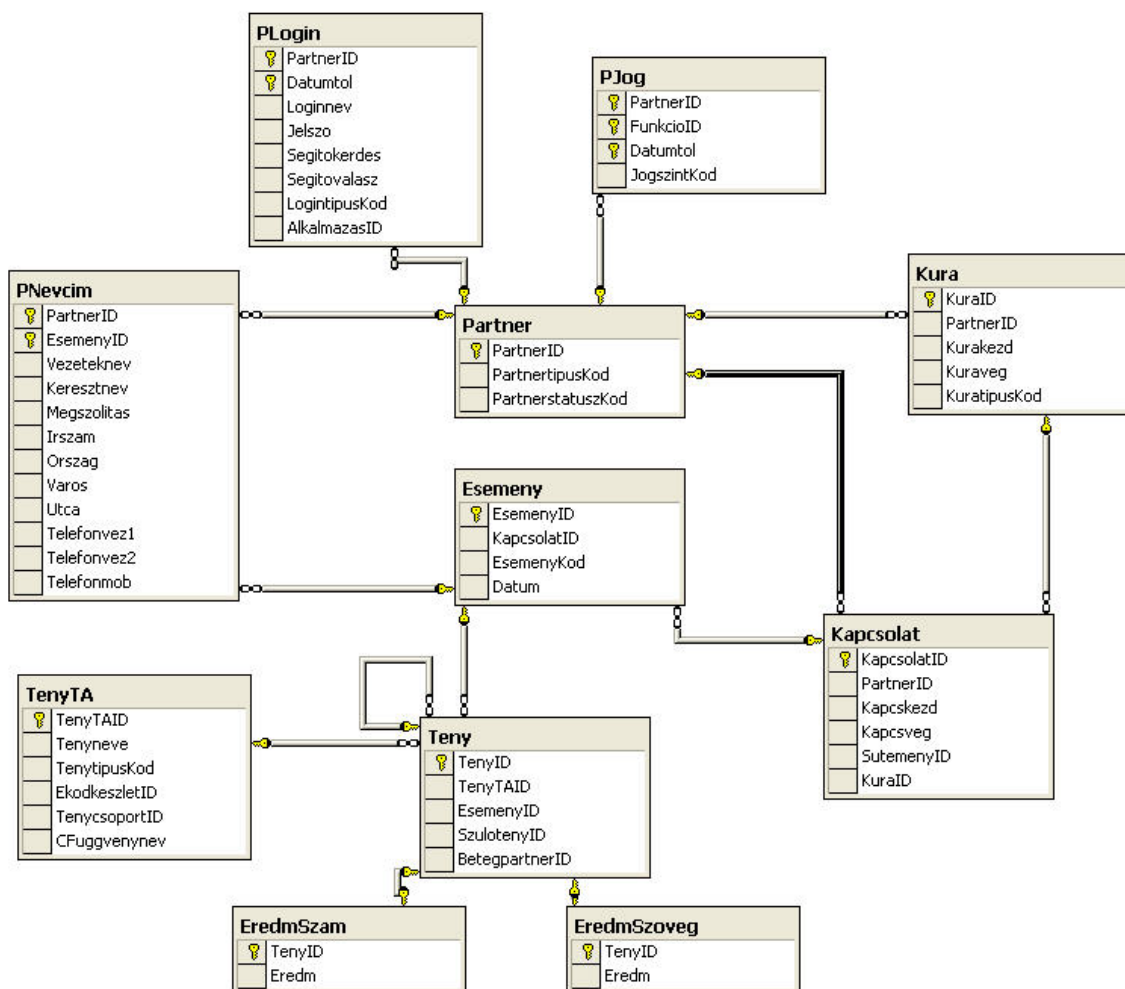 PLogin
PartnerID
Datumtol
Loginnev
Jelszo
Segitokerdes
Segitovalasz
LogintipusKod
AlkalmazasID
PJog
PartnerID
FunkcioID
Datumtol
JogszintKod
PNevcim
PartnerID
EsemenyID
Vezeteknev
Keresztnev
Megszolitas
Irszam
Orszag
Varos
Utca
Telefonvez1
Telefonvez2
Telefonmob
Partner
PartnerID
PartnertipusKod
PartnerstatuszKod
Kura
KuraID
PartnerID
Kurakezd
Kuraveg
KuratipusKod
Esemeny
EsemenyID
KapcsolatID
EsemenyKod
Datum
Kapcsolat
KapcsolatID
PartnerID
Kapcskezd
Kapcsveg
SutemenyID
KuraID
TenyTA
TenyTAID
Tenyneve
TenytipusKod
EkodkeszletID
TenycsoportID
CFuggvenynev
Teny
TenyID
TenyTAID
EsemenyID
SzulotenyID
BetegpartnerID
EredmSzam
TenyID
Eredm
EredmSzoveg
TenyID
Eredm